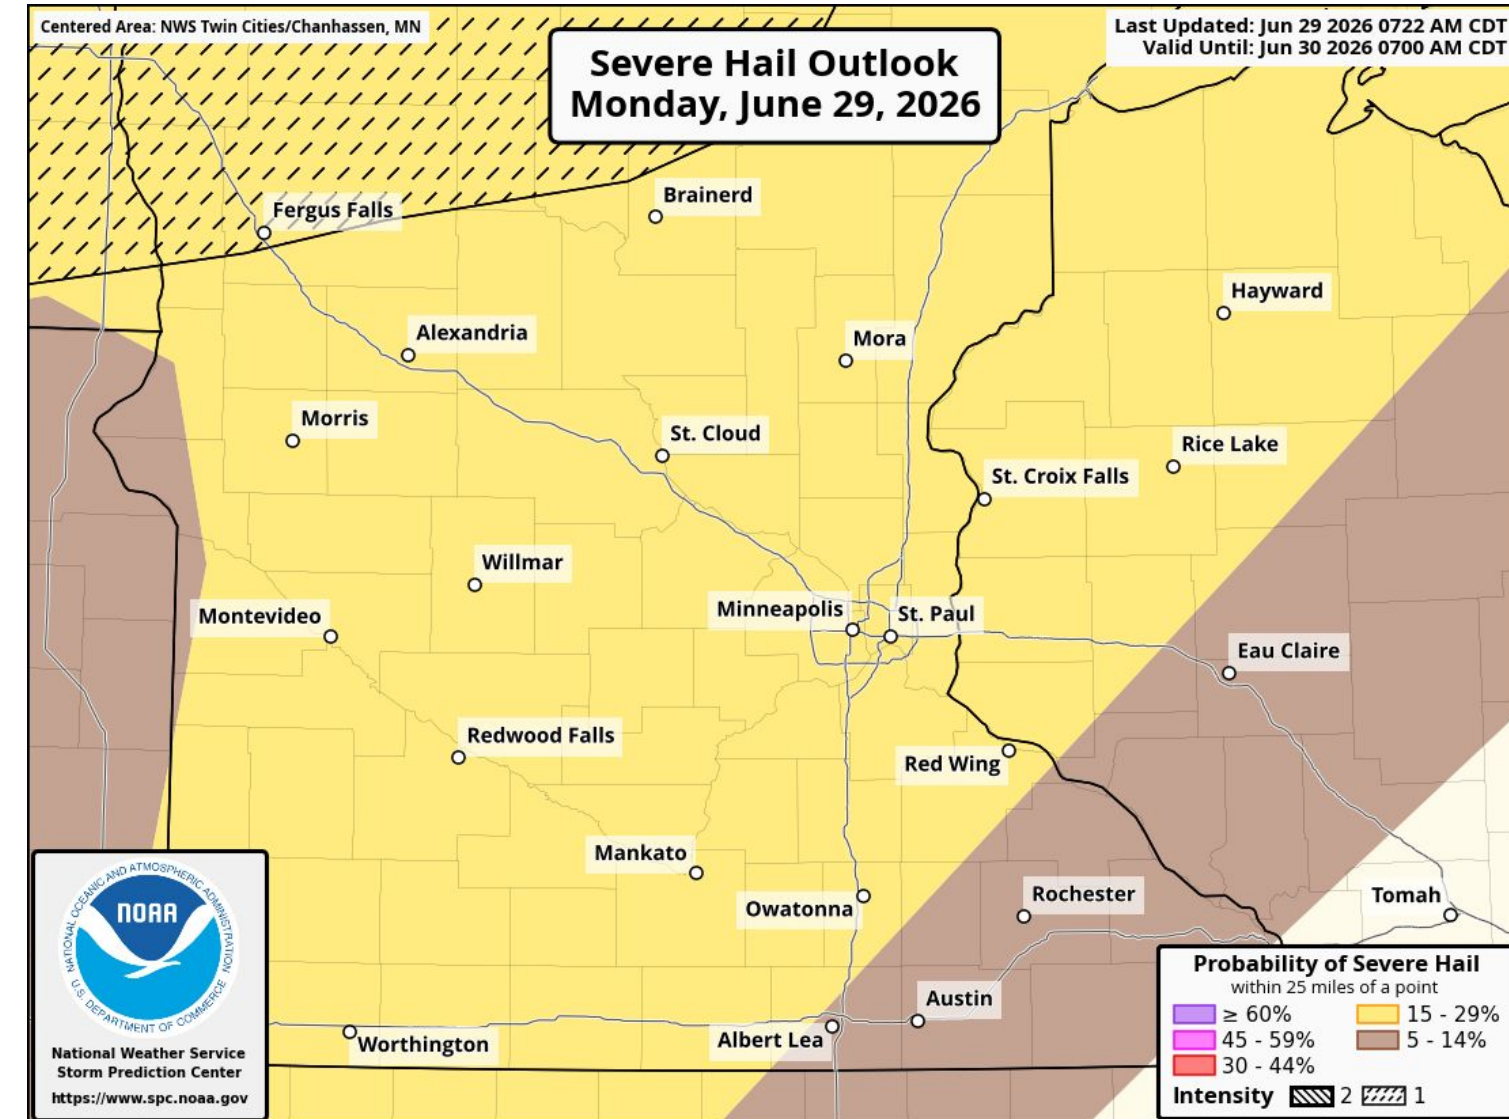 Centered Area: NWS Twin Cities/Chanhassen, MN
Last Updated: Jun 29 2026 0722 AM CDT
Valid Until: Jun 30 2026 0700 AM CDT
Severe Hail Outlook
Monday, June 29, 2026
Brainerd
Fergus Falls
Hayward
Alexandria
Mora
Morris
St. Cloud
Rice Lake
St. Croix Falls
Willmar
Minneapolis
St. Paul
Montevideo
Eau Claire
Redwood Falls
Red Wing
Mankato
Rochester
Tomah
Owatonna
Austin
Albert Lea
Worthington
NATIONAL OCEANIC AND ATMOSPHERIC ADMINISTRATION
NOAA
U.S. DEPARTMENT OF COMMERCE
National Weather Service
Storm Prediction Center
https://www.spc.noaa.gov
Probability of Severe Hail
within 25 miles of a point
≥ 60% 15 - 29%
45 - 59% 5 - 14%
30 - 44%
Intensity 2 1